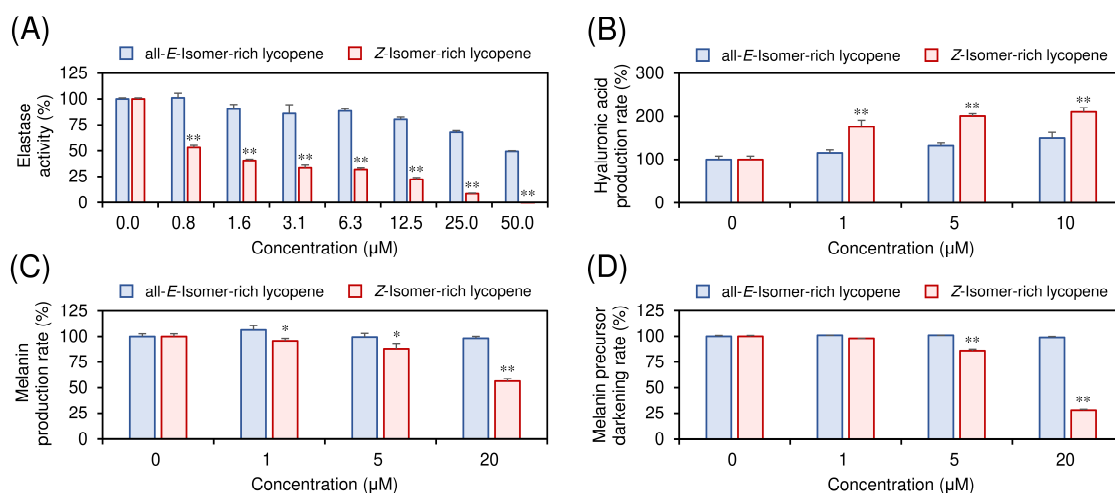 (A)
all-E-Isomer-rich lycopene Z-Isomer-rich lycopene
Elastase
activity (%)
125
100
75
50
25
0
** ** ** ** ** ** **
0.0 0.8 1.6 3.1 6.3 12.5 25.0 50.0
Concentration (µM)
(B)
all-E-Isomer-rich lycopene Z-Isomer-rich lycopene
Hyaluronic acid
production rate (%)
300
200
100
0
** ** **
0 1 5 10
Concentration (µM)
(C)
all-E-Isomer-rich lycopene Z-Isomer-rich lycopene
Melanin
production rate (%)
125
100
75
50
25
0
* * **
0 1 5 20
Concentration (µM)
(D)
all-E-Isomer-rich lycopene Z-Isomer-rich lycopene
Melanin precursor
darkening rate (%)
125
100
75
50
25
0
** **
0 1 5 20
Concentration (µM)